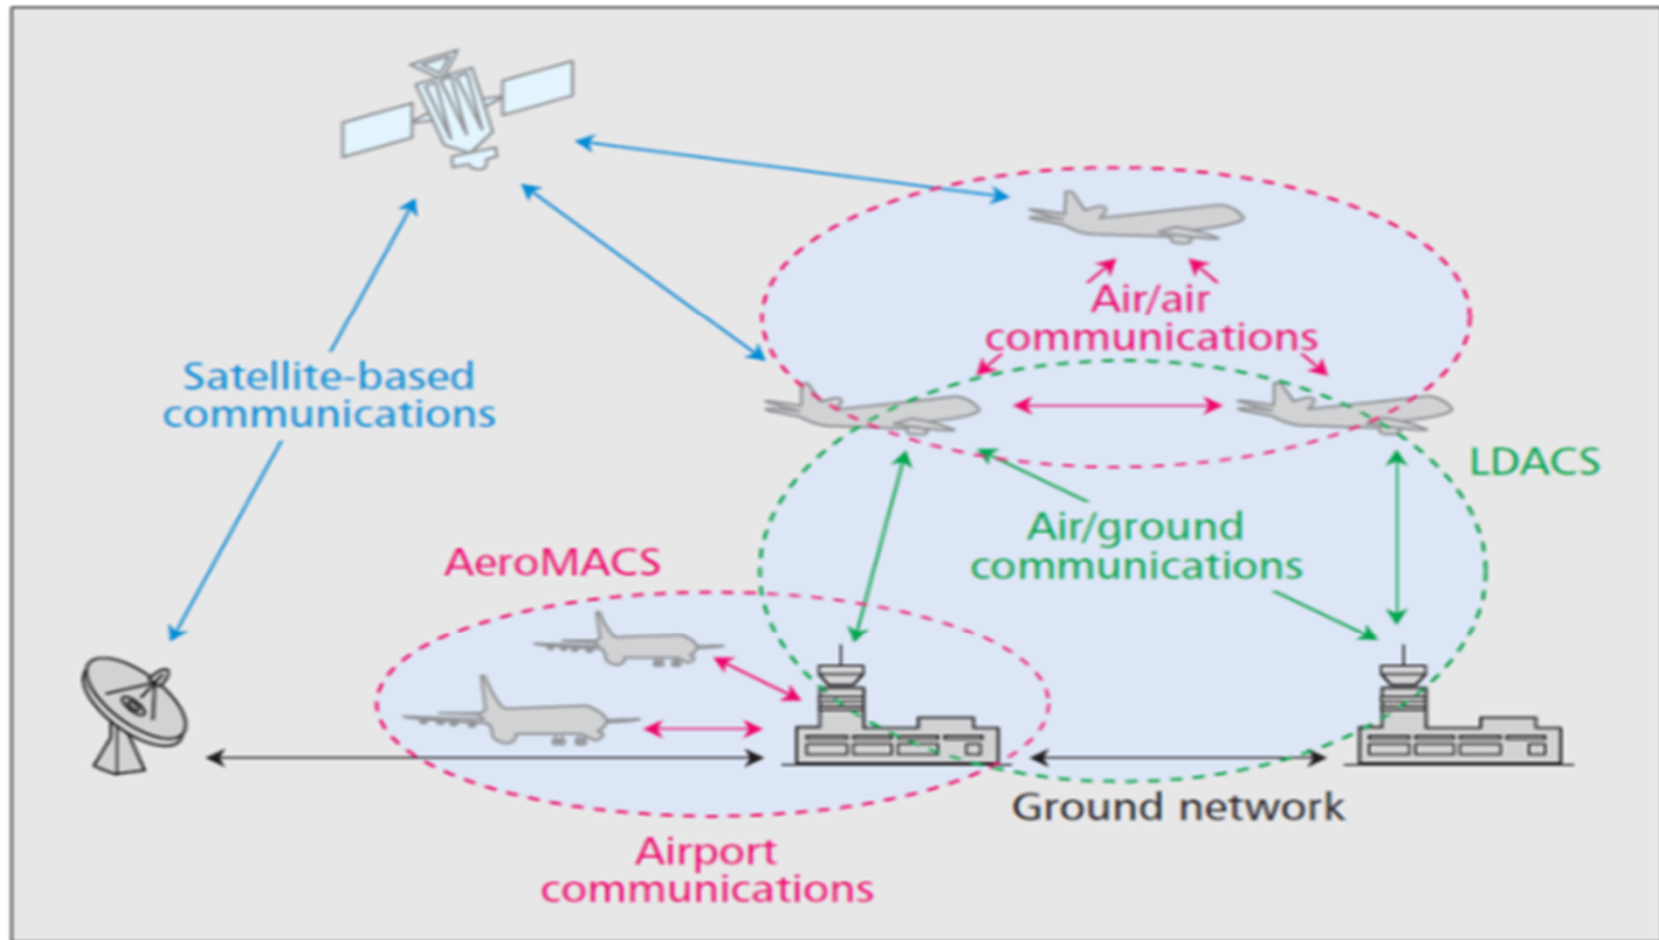 Air/air
communications
Satellite-based
communications
LDACS
Air/ground
communications
AeroMACS
Ground network
Airport
communications